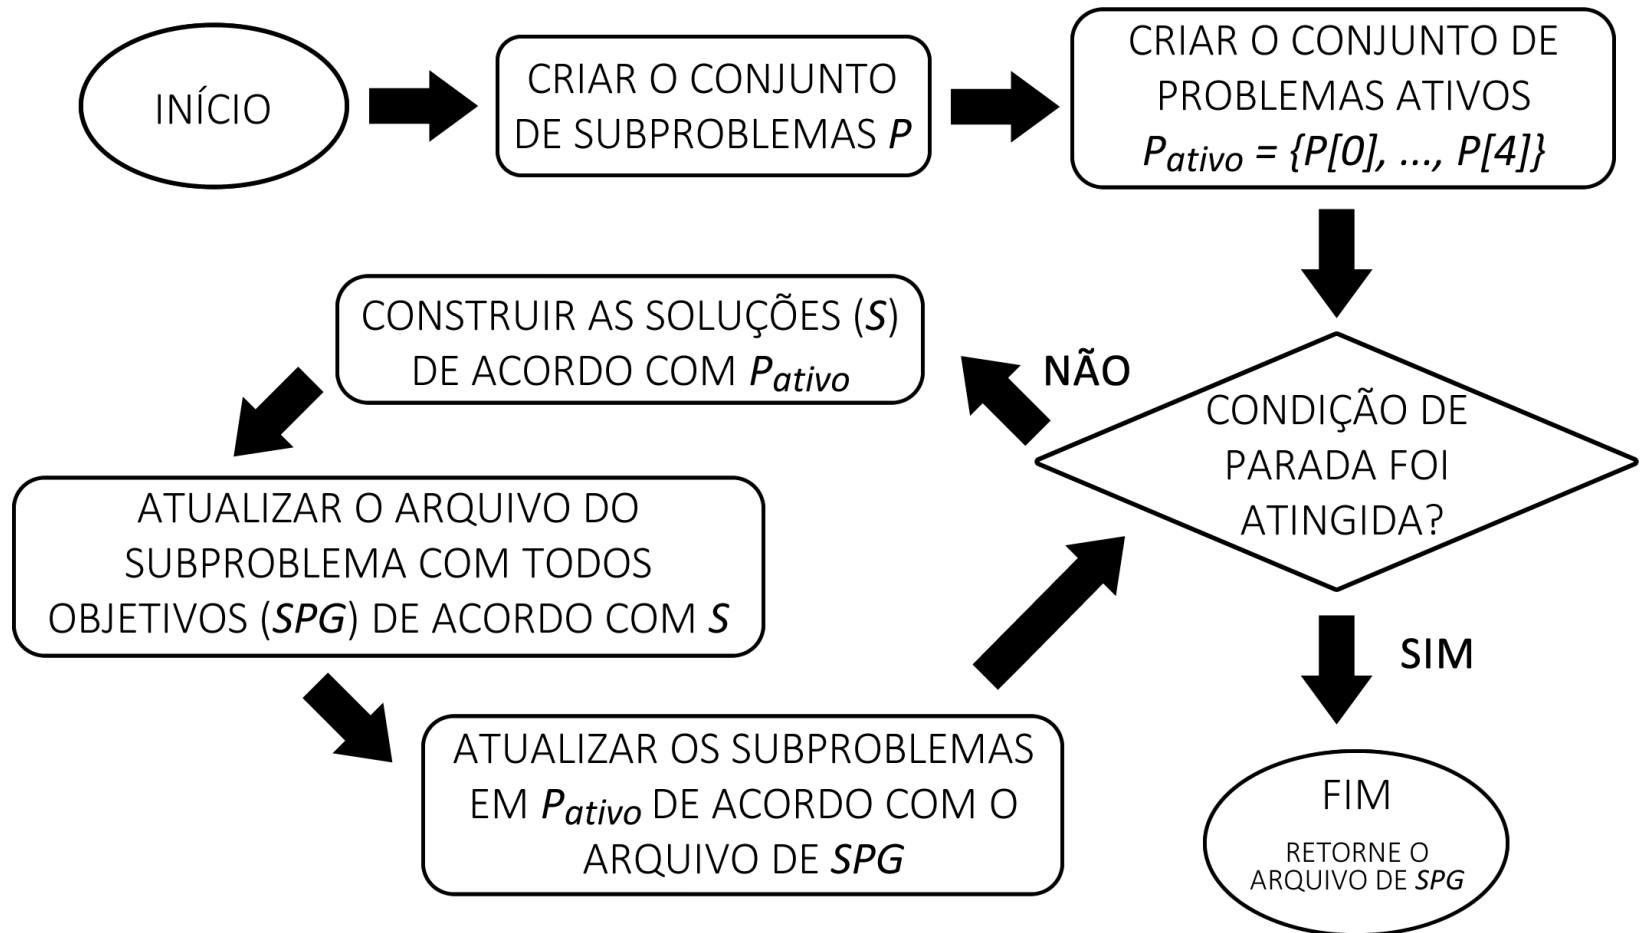 INÍCIO
CRIAR O CONJUNTO
DE SUBPROBLEMAS P
CRIAR O CONJUNTO DE
PROBLEMAS ATIVOS
Pativo = {P[0], ..., P[4]}
CONDIÇÃO DE
PARADA FOI
ATINGIDA?
NÃO
CONSTRUIR AS SOLUÇÕES (S)
DE ACORDO COM Pativo
ATUALIZAR O ARQUIVO DO
SUBPROBLEMA COM TODOS
OBJETIVOS (SPG) DE ACORDO COM S
ATUALIZAR OS SUBPROBLEMAS
EM Pativo DE ACORDO COM O
ARQUIVO DE SPG
SIM
FIM
RETORNE O
ARQUIVO DE SPG